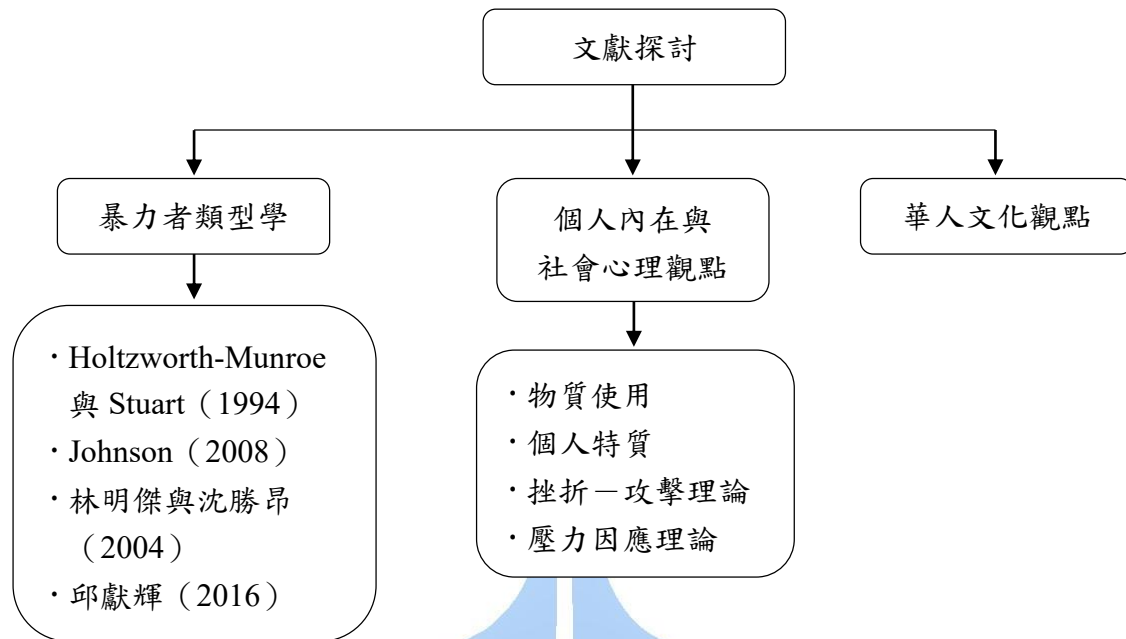 文獻探討
暴力者類型學
個人內在與
社會心理觀點
華人文化觀點
·Holtzworth-Munroe
與 Stuart（1994）
·Johnson（2008）
·林明傑與沈勝昂
（2004）
·邱獻輝（2016）
·物質使用
·個人特質
·挫折－攻擊理論
·壓力因應理論